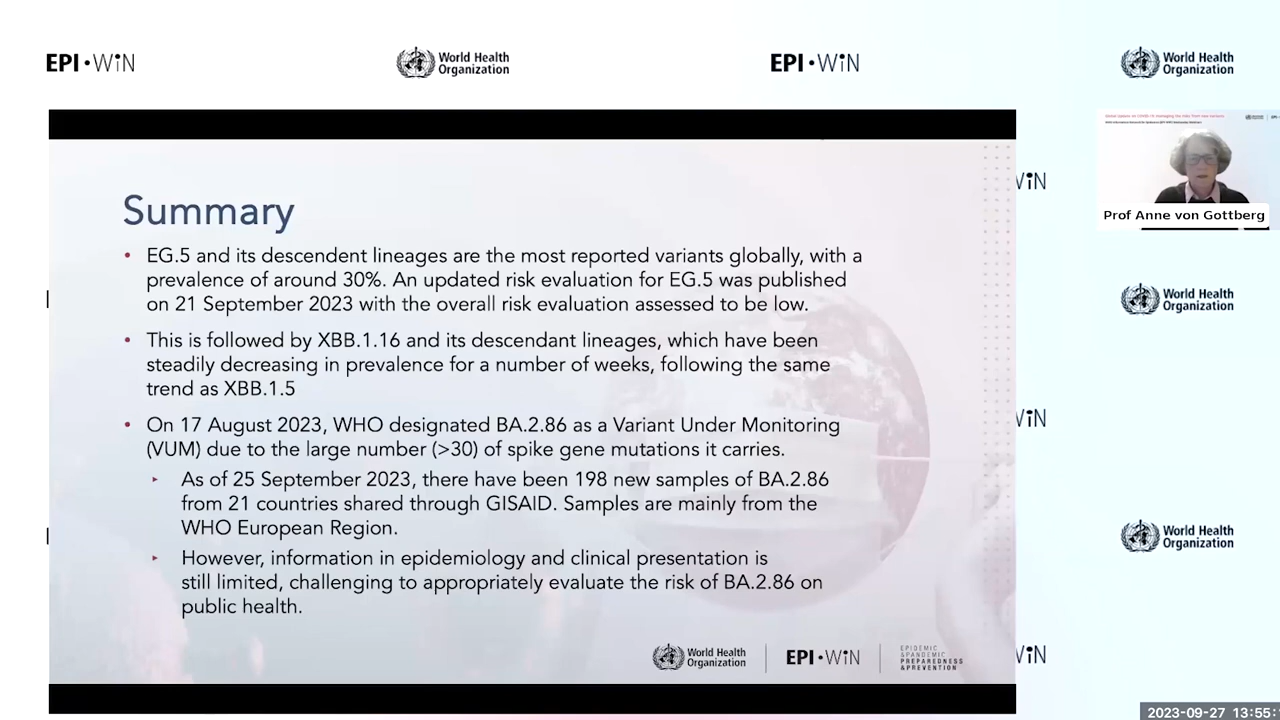 EPI•WiN
World Health
Organization
EPI•WiN
World Health
Organization
Summary
• EG.5 and its descendent lineages are the most reported variants globally, with a
prevalence of around 30%. An updated risk evaluation for EG.5 was published
on 21 September 2023 with the overall risk evaluation assessed to be low.
• This is followed by XBB.1.16 and its descendant lineages, which have been
steadily decreasing in prevalence for a number of weeks, following the same
trend as XBB.1.5
• On 17 August 2023, WHO designated BA.2.86 as a Variant Under Monitoring
(VUM) due to the large number (>30) of spike gene mutations it carries.
‣ As of 25 September 2023, there have been 198 new samples of BA.2.86
from 21 countries shared through GISAID. Samples are mainly from the
WHO European Region.
‣ However, information in epidemiology and clinical presentation is
still limited, challenging to appropriately evaluate the risk of BA.2.86 on
public health.
World Health
Organization
EPI•WiN
EPIDEMIC
&PANDEMIC
PREPAREDNESS
&PREVENTION
Prof Anne von Gottberg
World Health
Organization
World Health
Organization
2023-09-27 13:55: